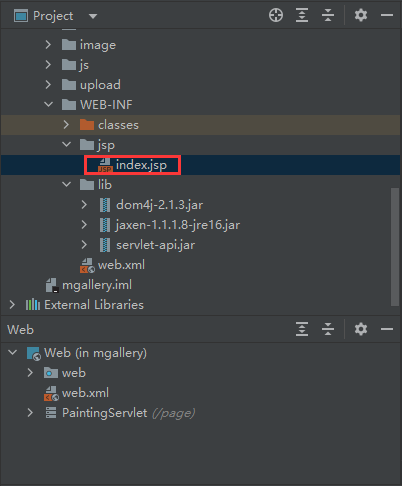 Project
image
js
upload
WEB-INF
classes
jsp
index.jsp
lib
dom4j-2.1.3.jar
jaxen-1.1.1.8-jre16.jar
servlet-api.jar
web.xml
mgallery.iml
External Libraries
Web
Web (in mgallery)
web
web.xml
PaintingServlet (/page)